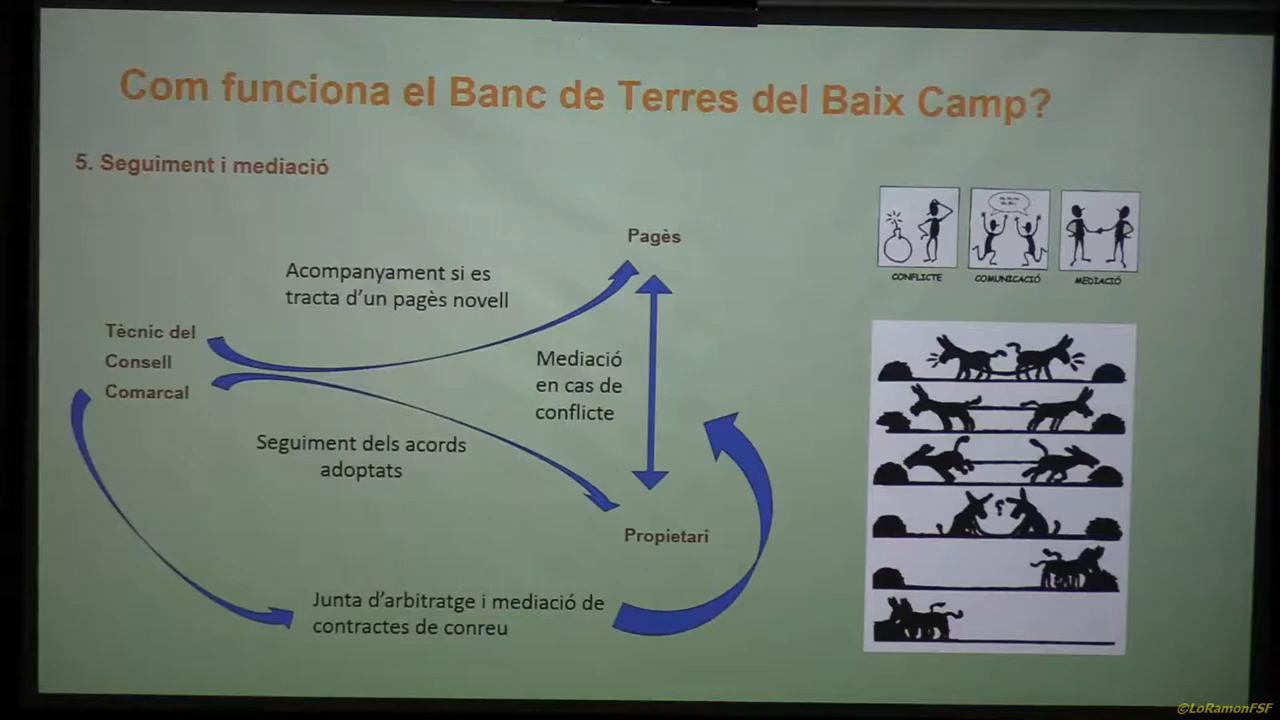 Com funciona el Banc de Terres del Baix Camp?
5. Seguiment i mediació
Pagès
Acompanyament si es
tracta d'un pagès novell
Tècnic del
Consell
Comarcal
Mediació
en cas de
conflicte
Seguiment dels acords
adoptats
Propietari
Junta d'arbitratge i mediació de
contractes de conreu
CONFLICTE
COMUNICACIÓ
MEDIACIÓ
?
©LoRamonFSF